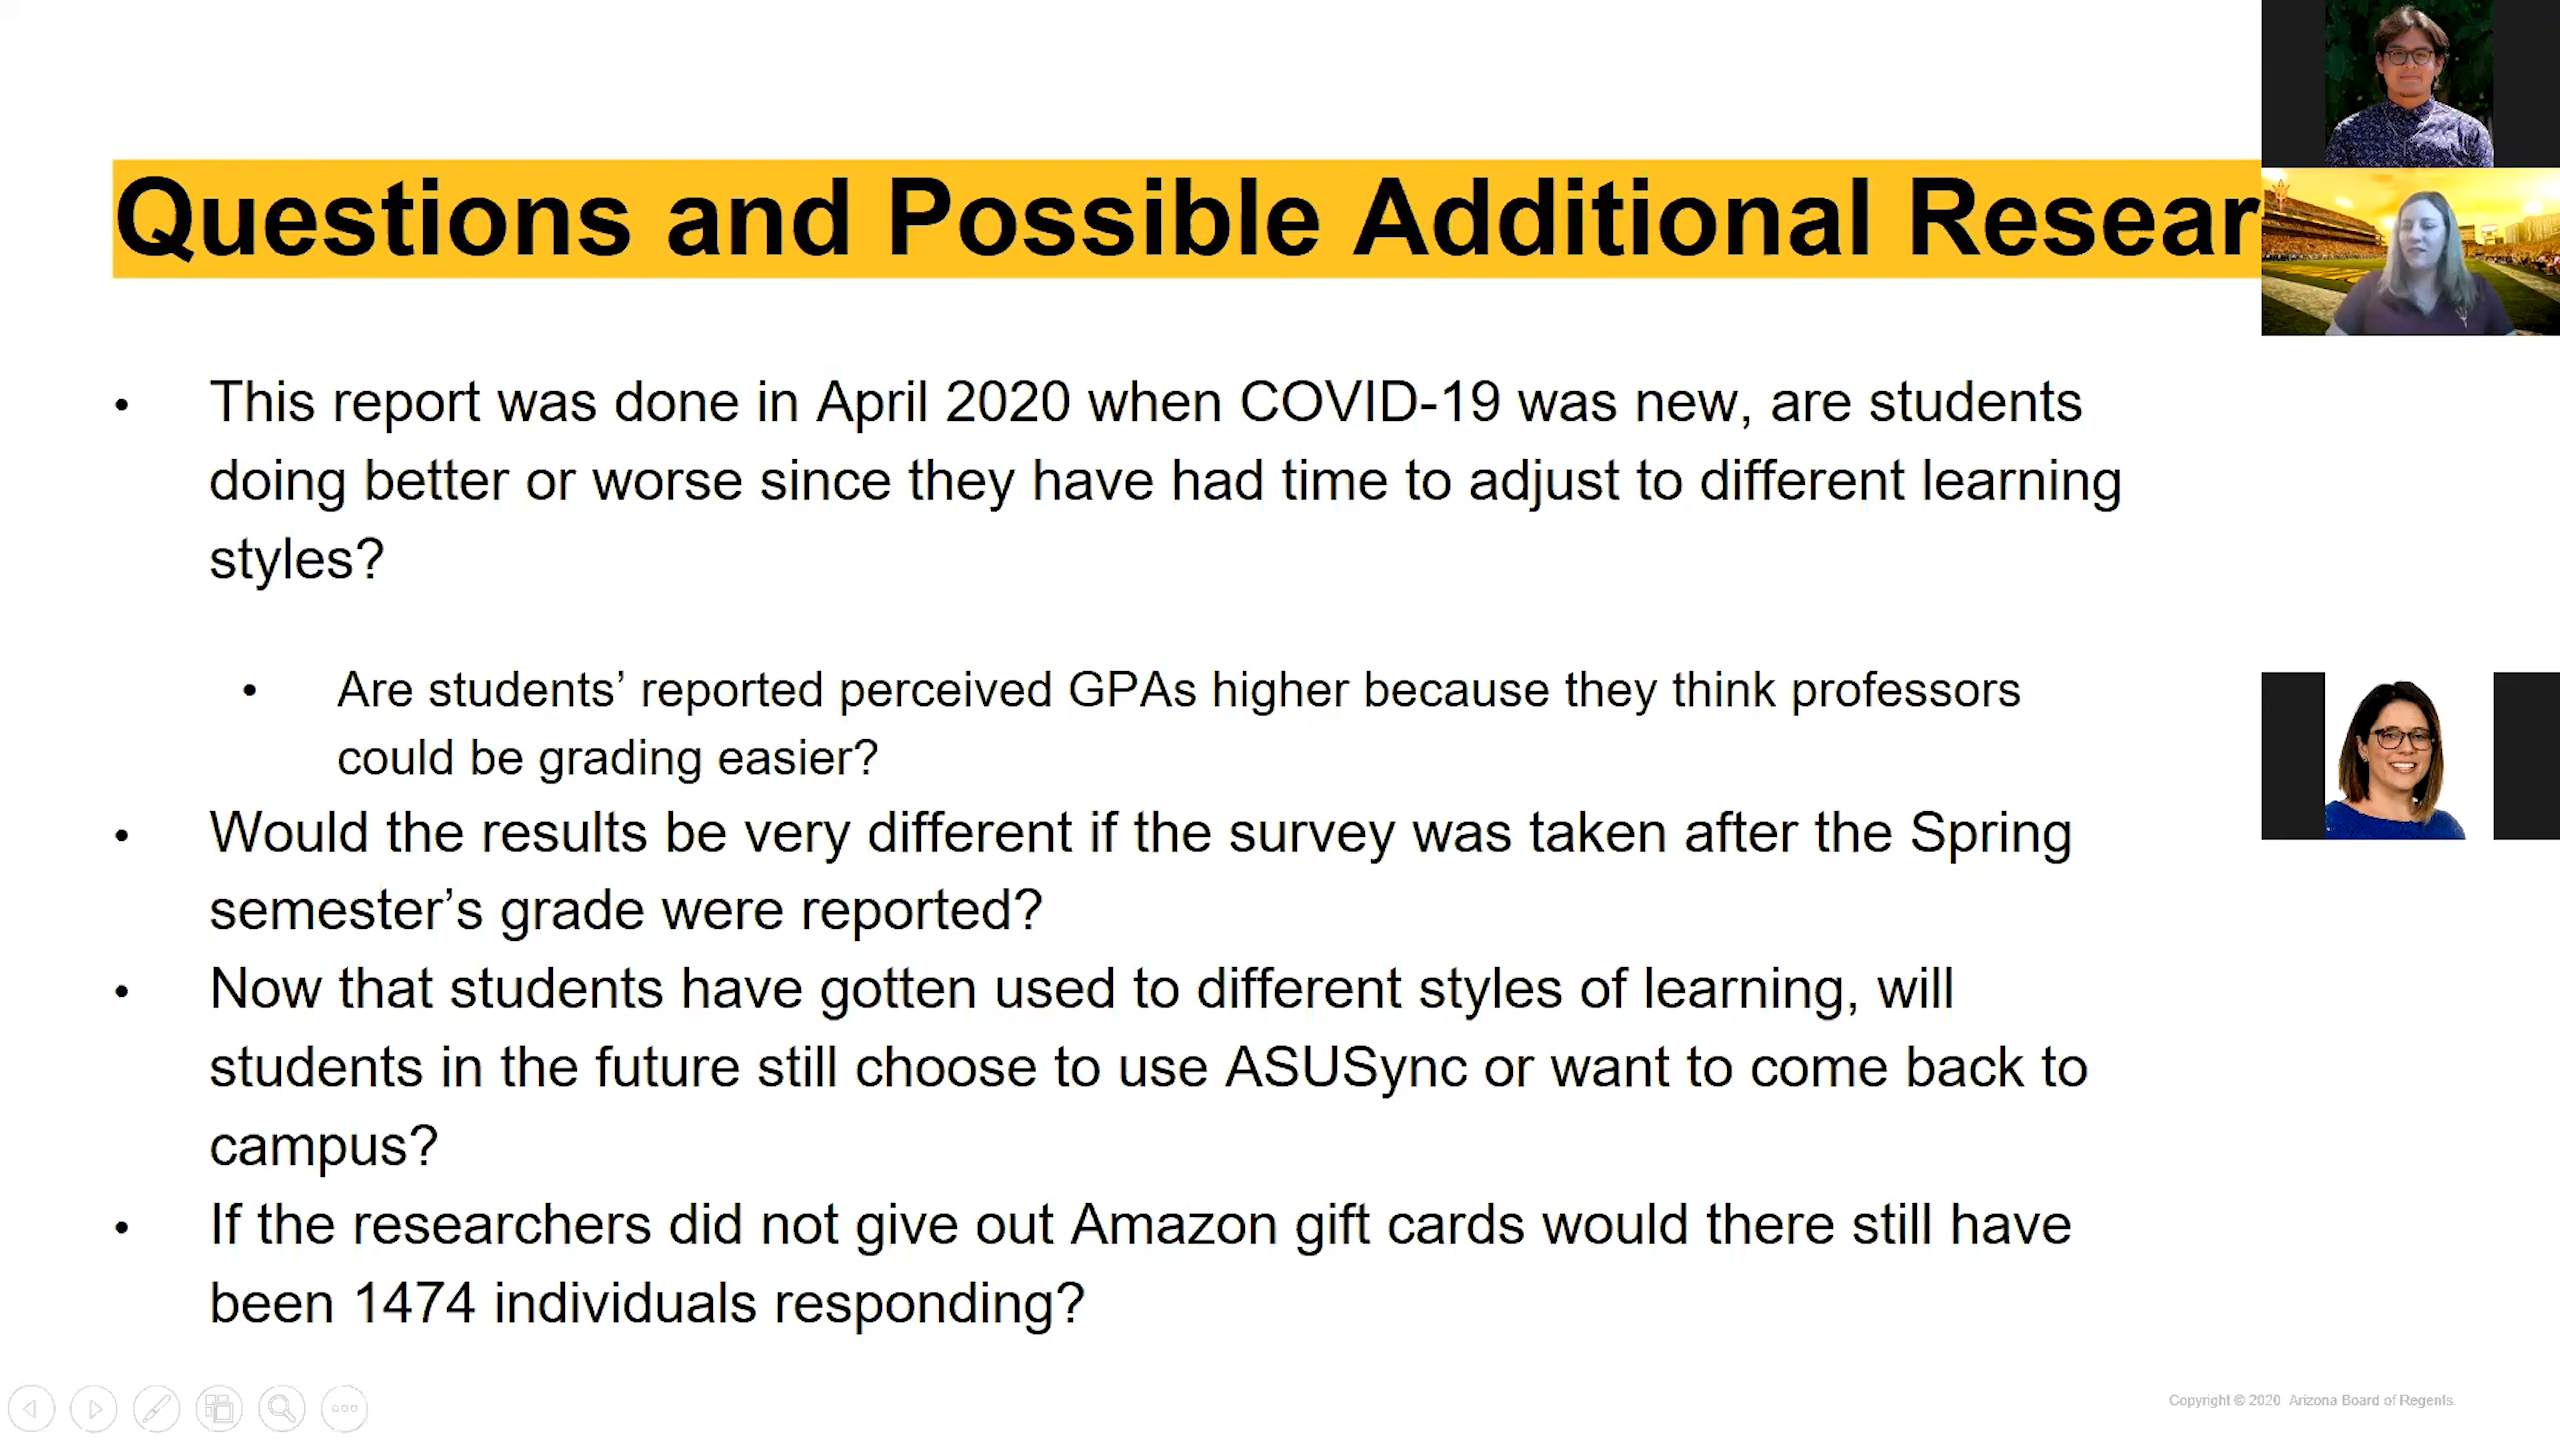 Questions and Possible Additional Resear
• This report was done in April 2020 when COVID-19 was new, are students
doing better or worse since they have had time to adjust to different learning
styles?
• Are students’ reported perceived GPAs higher because they think professors
could be grading easier?
• Would the results be very different if the survey was taken after the Spring
semester’s grade were reported?
• Now that students have gotten used to different styles of learning, will
students in the future still choose to use ASUSync or want to come back to
campus?
• If the researchers did not give out Amazon gift cards would there still have
been 1474 individuals responding?
Copyright © 2020 Arizona Board of Regents.